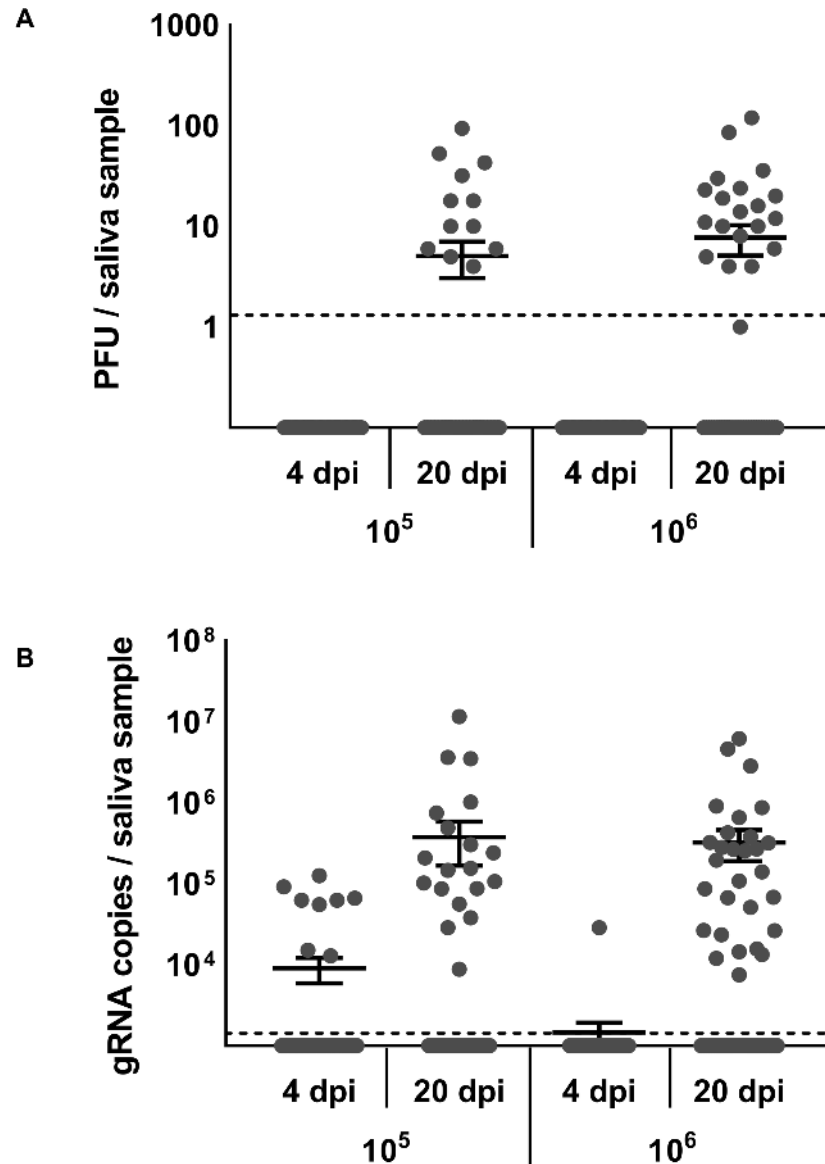 A
PFU / saliva sample
1000
100
10
1
4 dpi 20 dpi 4 dpi 20 dpi
10⁵ 10⁶
B
gRNA copies / saliva sample
10⁸
10⁷
10⁶
10⁵
10⁴
4 dpi 20 dpi 4 dpi 20 dpi
10⁵ 10⁶